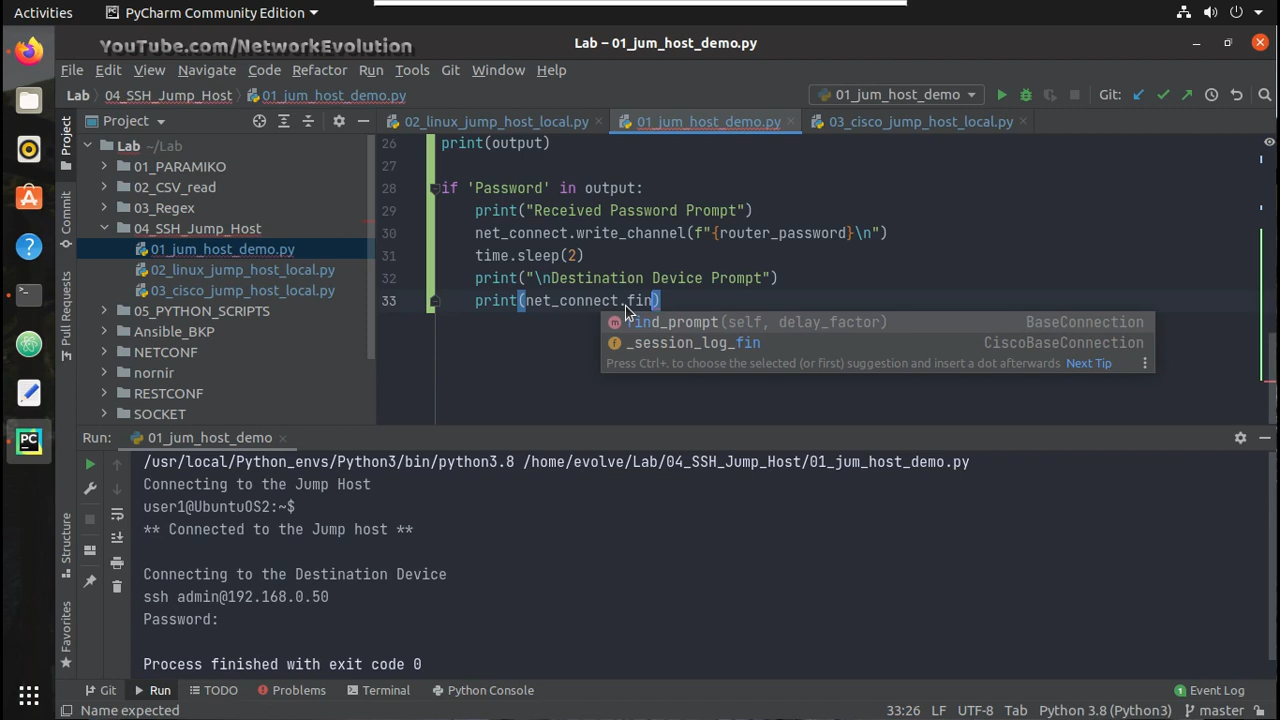 Activities PyCharm Community Edition
YouTube.com/NetworkEvolution Lab – 01_jum_host_demo.py
File Edit View Navigate Code Refactor Run Tools Git Window Help
Lab 04_SSH_Jump_Host 01_jum_host_demo.py 01_jum_host_demo Git:
Project 02_linux_jump_host_local.py 01_jum_host_demo.py 03_cisco_jump_host_local.py
Project
Commit
Pull Requests
Structure
Favorites
Lab ~/Lab
01_PARAMIKO
02_CSV_read
03_Regex
04_SSH_Jump_Host
01_jum_host_demo.py
02_linux_jump_host_local.py
03_cisco_jump_host_local.py
05_PYTHON_SCRIPTS
Ansible_BKP
NETCONF
nornir
RESTCONF
SOCKET
26 print(output)
27
28 if 'Password' in output:
29 print("Received Password Prompt")
30 net_connect.write_channel(f"{router_password}\n")
31 time.sleep(2)
32 print("\nDestination Device Prompt")
33 print(net_connect.fin)
find_prompt(self, delay_factor) BaseConnection
_session_log_fin CiscoBaseConnection
Press Ctrl+. to choose the selected (or first) suggestion and insert a dot afterwards Next Tip
Run: 01_jum_host_demo
/usr/local/Python_envs/Python3/bin/python3.8 /home/evolve/Lab/04_SSH_Jump_Host/01_jum_host_demo.py
Connecting to the Jump Host
user1@UbuntuOS2:~$
** Connected to the Jump host **
Connecting to the Destination Device
ssh admin@192.168.0.50
Password:
Process finished with exit code 0
Git Run TODO Problems Terminal Python Console 1 Event Log
Name expected 33:26 LF UTF-8 Tab Python 3.8 (Python3) master